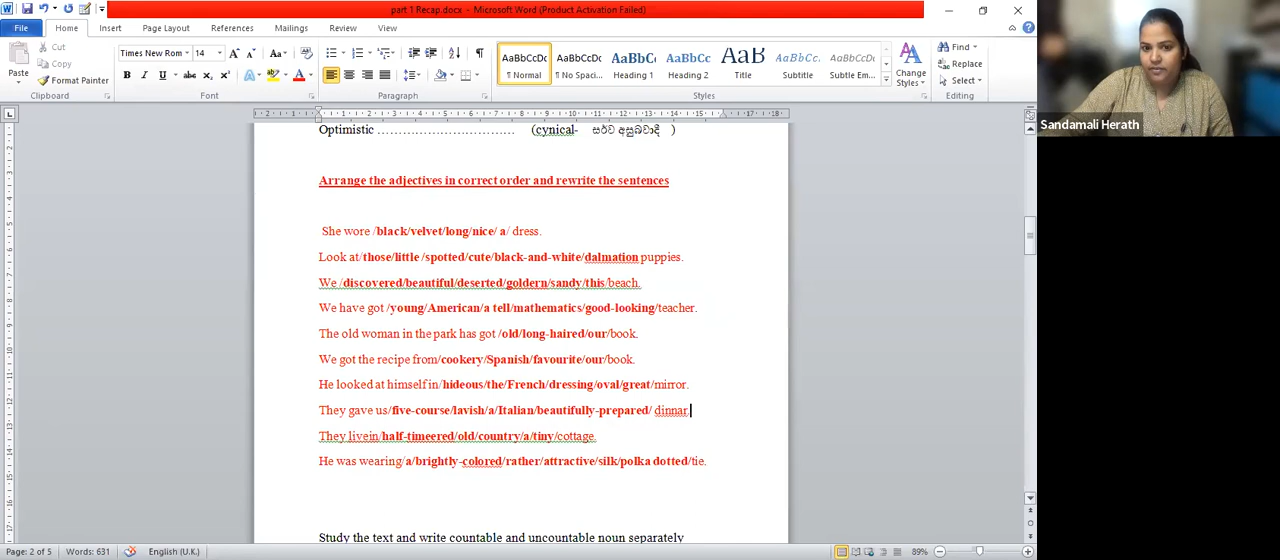 part 1 Recap.docx - Microsoft Word (Product Activation Failed)
File Home Insert Page Layout References Mailings Review View
Cut
Copy
Format Painter
Paste
Clipboard
Times New Rom 14
Font
Paragraph
AaBbCcDc AaBbCcDc AaBbC AaBbCc AaB AaBbCc. AaBbCcDc
¶ Normal ¶ No Spaci... Heading 1 Heading 2 Title Subtitle Subtle Em...
Change Styles
Styles
Find
Replace
Select
Editing
Sandamali Herath
Optimistic ................................ (cynical- සර්ව අසුබවාදී )
Arrange the adjectives in correct order and rewrite the sentences
She wore /black/velvet/long/nice/ a/ dress.
Look at/those/little /spotted/cute/black-and-white/dalmation puppies.
We /discovered/beautiful/deserted/goldern/sandy/this/beach.
We have got /young/American/a tell/mathematics/good-looking/teacher.
The old woman in the park has got /old/long-haired/our/book.
We got the recipe from/cookery/Spanish/favourite/our/book.
He looked at himself in/hideous/the/French/dressing/oval/great/mirror.
They gave us/five-course/lavish/a/Italian/beautifully-prepared/ dinnar.
They livein/half-timeered/old/country/a/tiny/cottage.
He was wearing/a/brightly-colored/rather/attractive/silk/polka dotted/tie.
Study the text and write countable and uncountable noun separately
Page: 2 of 5 Words: 631 English (U.K.) 89%